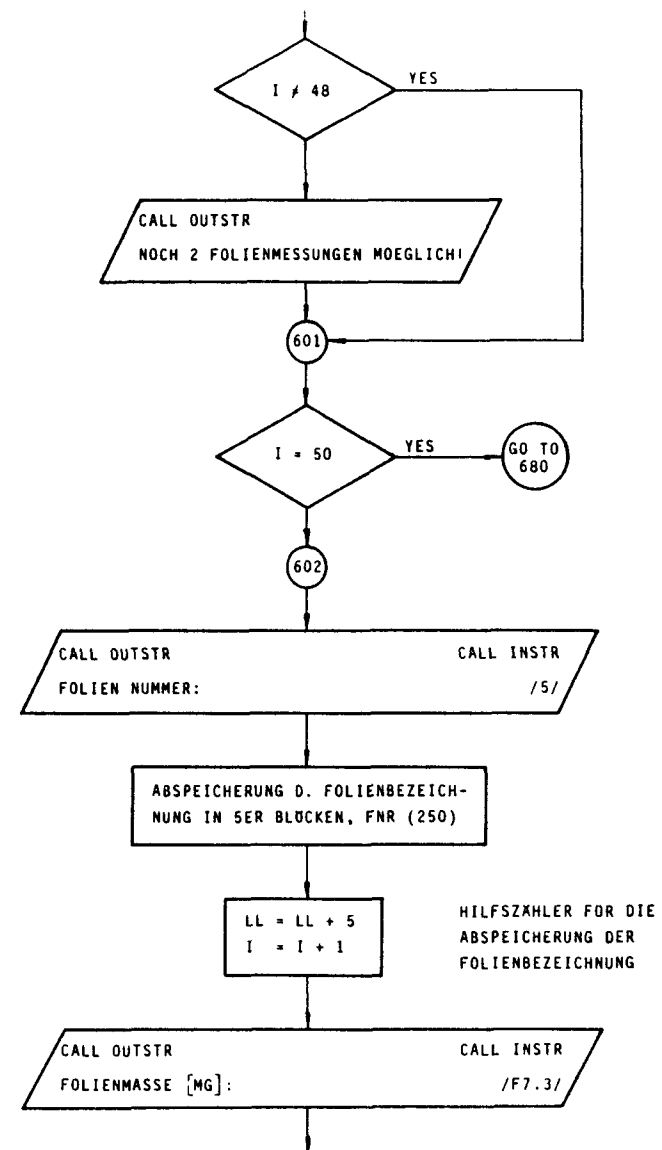 I ≠ 48
YES
CALL OUTSTR
NOCH 2 FOLIENMESSUNGEN MOEGLICH!
601
I = 50
YES
GO TO
680
602
CALL OUTSTR CALL INSTR
FOLIEN NUMMER: /5/
ABSPEICHERUNG D. FOLIENBEZEICH-
NUNG IN 5ER BLÖCKEN, FNR (250)
LL = LL + 5
I = I + 1
HILFSZÄHLER FÜR DIE
ABSPEICHERUNG DER
FOLIENBEZEICHNUNG
CALL OUTSTR CALL INSTR
FOLIENMASSE [MG]: /F7.3/